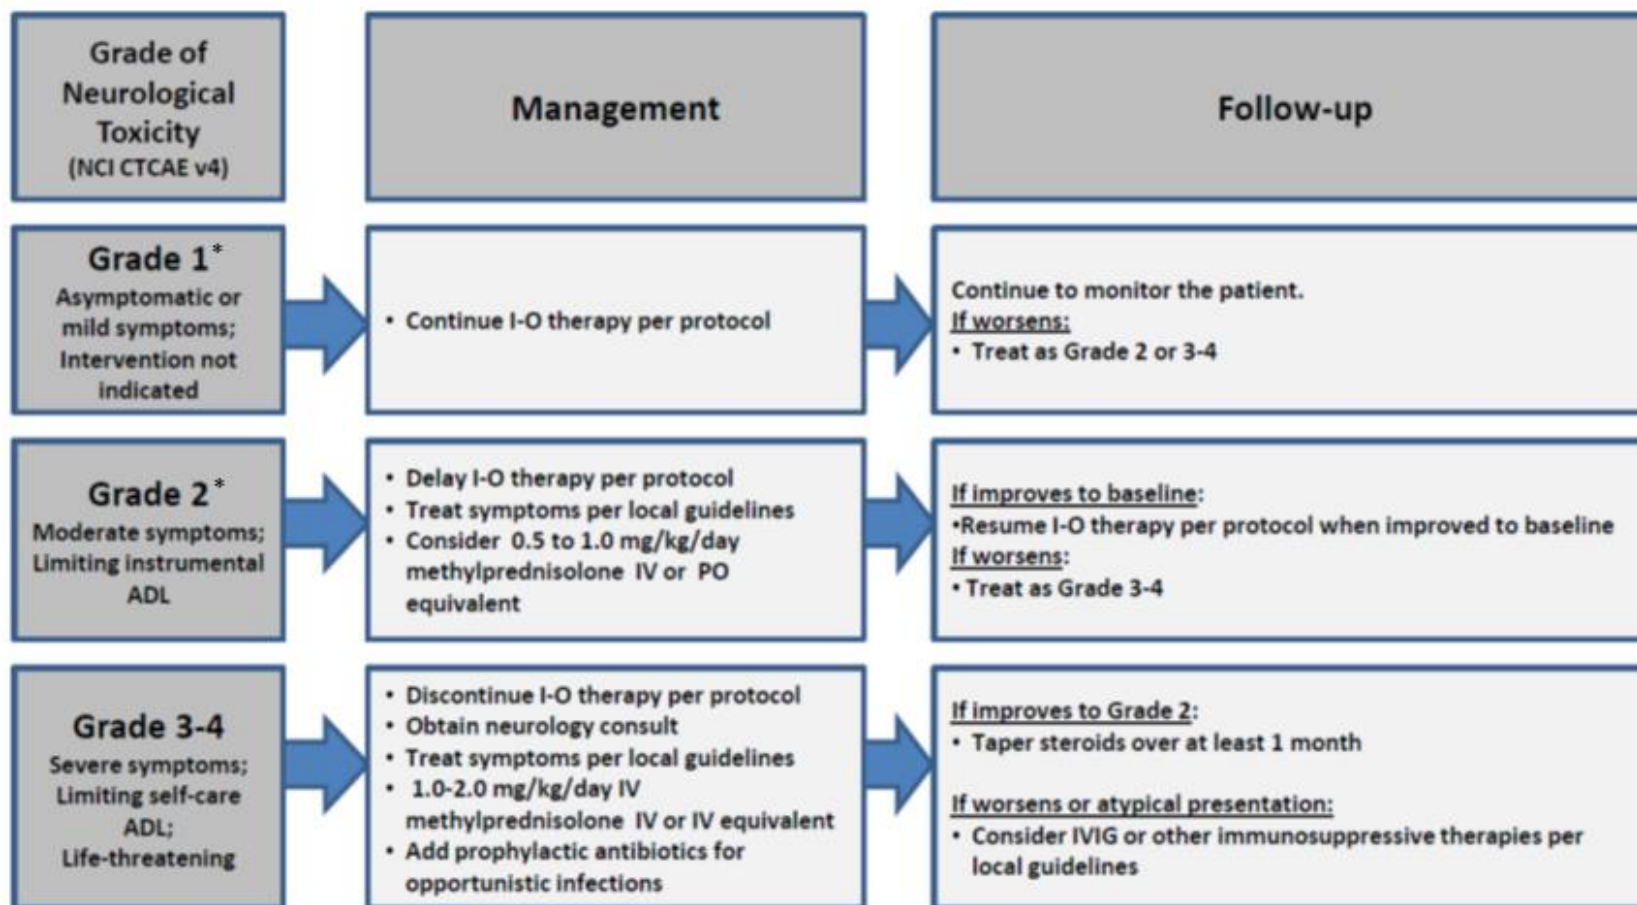 Grade of
Neurological
Toxicity
(NCI CTCAE v4)
Management
Follow-up
Grade 1*
Asymptomatic or
mild symptoms;
Intervention not
indicated
• Continue I-O therapy per protocol
Continue to monitor the patient.
If worsens:
• Treat as Grade 2 or 3-4
Grade 2*
Moderate symptoms;
Limiting instrumental
ADL
• Delay I-O therapy per protocol
• Treat symptoms per local guidelines
• Consider 0.5 to 1.0 mg/kg/day
methylprednisolone IV or PO
equivalent
If improves to baseline:
•Resume I-O therapy per protocol when improved to baseline
If worsens:
• Treat as Grade 3-4
Grade 3-4
Severe symptoms;
Limiting self-care
ADL;
Life-threatening
• Discontinue I-O therapy per protocol
• Obtain neurology consult
• Treat symptoms per local guidelines
• 1.0-2.0 mg/kg/day IV
methylprednisolone IV or IV equivalent
• Add prophylactic antibiotics for
opportunistic infections
If improves to Grade 2:
• Taper steroids over at least 1 month
If worsens or atypical presentation:
• Consider IVIG or other immunosuppressive therapies per
local guidelines